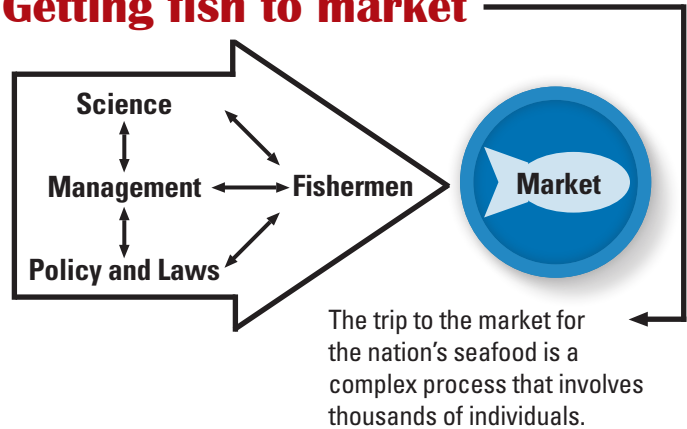 Getting fish to market
Science
Management
Fishermen
Policy and Laws
Market
The trip to the market for
the nation's seafood is a
complex process that involves
thousands of individuals.